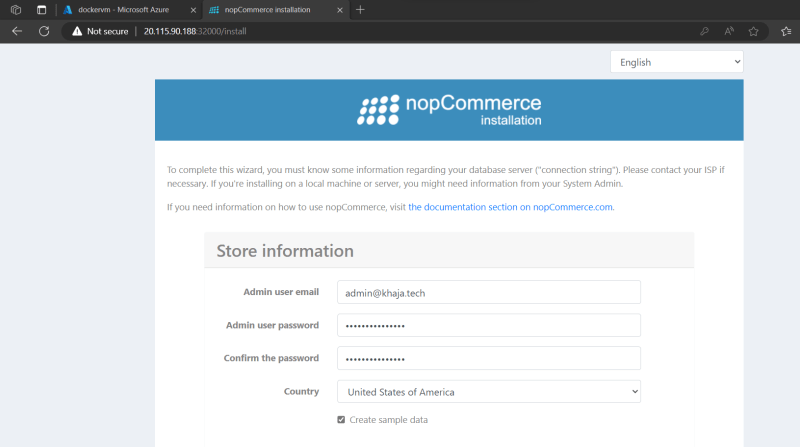 dockervm - Microsoft Azure
nopCommerce installation
Not secure
20.115.90.188:32000/install
English
nopCommerce
installation
To complete this wizard, you must know some information regarding your database server ("connection string"). Please contact your ISP if
necessary. If you're installing on a local machine or server, you might need information from your System Admin.
If you need information on how to use nopCommerce, visit the documentation section on nopCommerce.com.
Store information
Admin user email
admin@khaja.tech
Admin user password
•••••••••••••••
Confirm the password
•••••••••••••••
Country
United States of America
Create sample data